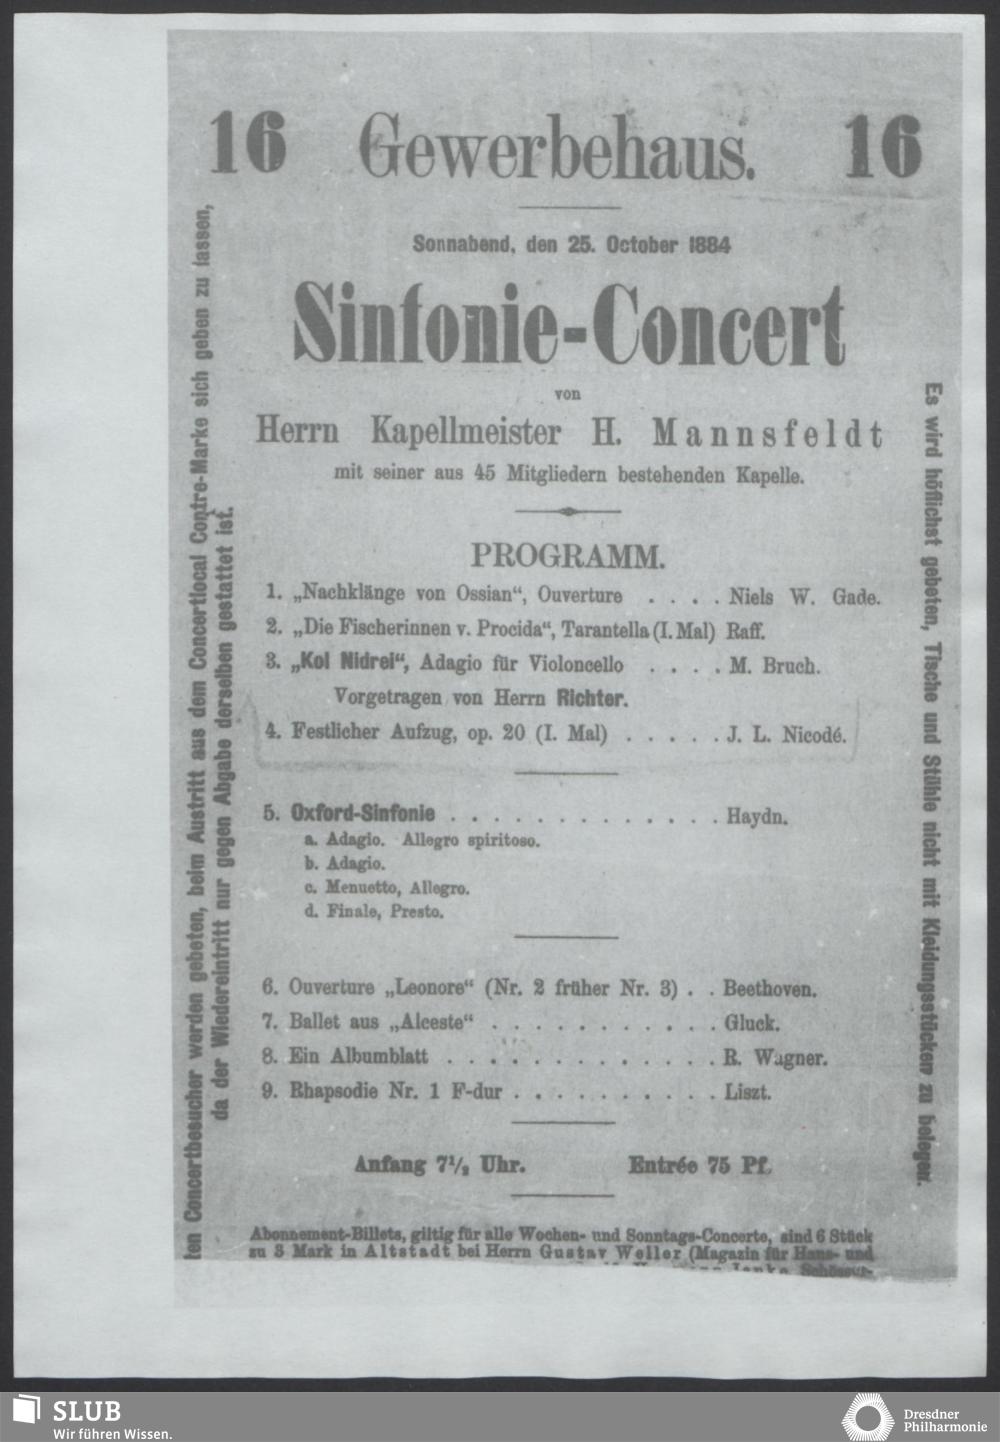 16 Gewerbehaus. 16
Sonnabend, den 25. October 1884
Sinfonie-Concert
von
Herrn Kapellmeister H. Mannsfeldt
mit seiner aus 45 Mitgliedern bestehenden Kapelle.
PROGRAMM.
1. „Nachklänge von Ossian“, Ouverture . . . . Niels W. Gade.
2. „Die Fischerinnen v. Procida“, Tarantella (I. Mal) Raff.
3. „Kol Nidrei“, Adagio für Violoncello . . . . M. Bruch.
Vorgetragen von Herrn Richter.
4. Festlicher Aufzug, op. 20 (I. Mal) . . . . . J. L. Nicodé.
5. Oxford-Sinfonie . . . . . . . . . . . . . Haydn.
a. Adagio. Allegro spiritoso.
b. Adagio.
c. Menuetto, Allegro.
d. Finale, Presto.
6. Ouverture „Leonore“ (Nr. 2 früher Nr. 3) . . Beethoven.
7. Ballet aus „Alceste“ . . . . . . . . . . . Gluck.
8. Ein Albumblatt . . . . . . . . . . . . . R. Wagner.
9. Rhapsodie Nr. 1 F-dur . . . . . . . . . . Liszt.
Anfang 7½ Uhr. Entrée 75 Pf.
Abonnement-Billets, giltig für alle Wochen- und Sonntags-Concerte, sind 6 Stück
zu 3 Mark in Altstadt bei Herrn Gustav Weller (Magazin für Haus- und
ten Concertbesucher werden gebeten, beim Austritt aus dem Concertlocal Contre-Marke sich geben zu lassen,
da der Wiedereintritt nur gegen Abgabe derselben gestattet ist.
Es wird höflichst gebeten, Tische und Stühle nicht mit Kleidungsstücken zu belegen.
SLUB
Wir führen Wissen.
Dresdner
Philharmonie